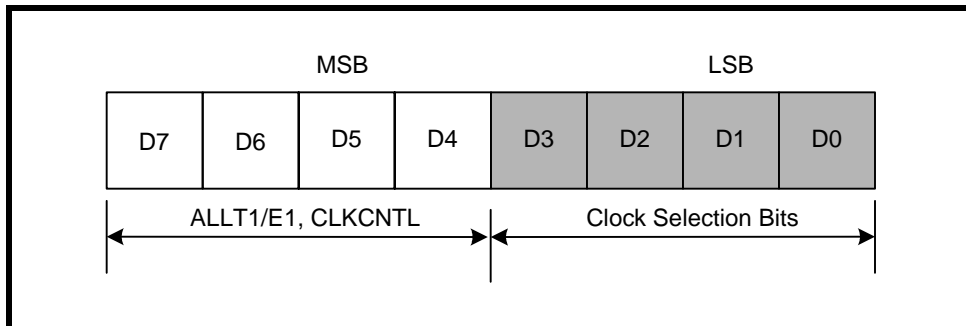 MSB LSB
D7 D6 D5 D4 D3 D2 D1 D0
ALLT1/E1, CLKCNTL Clock Selection Bits